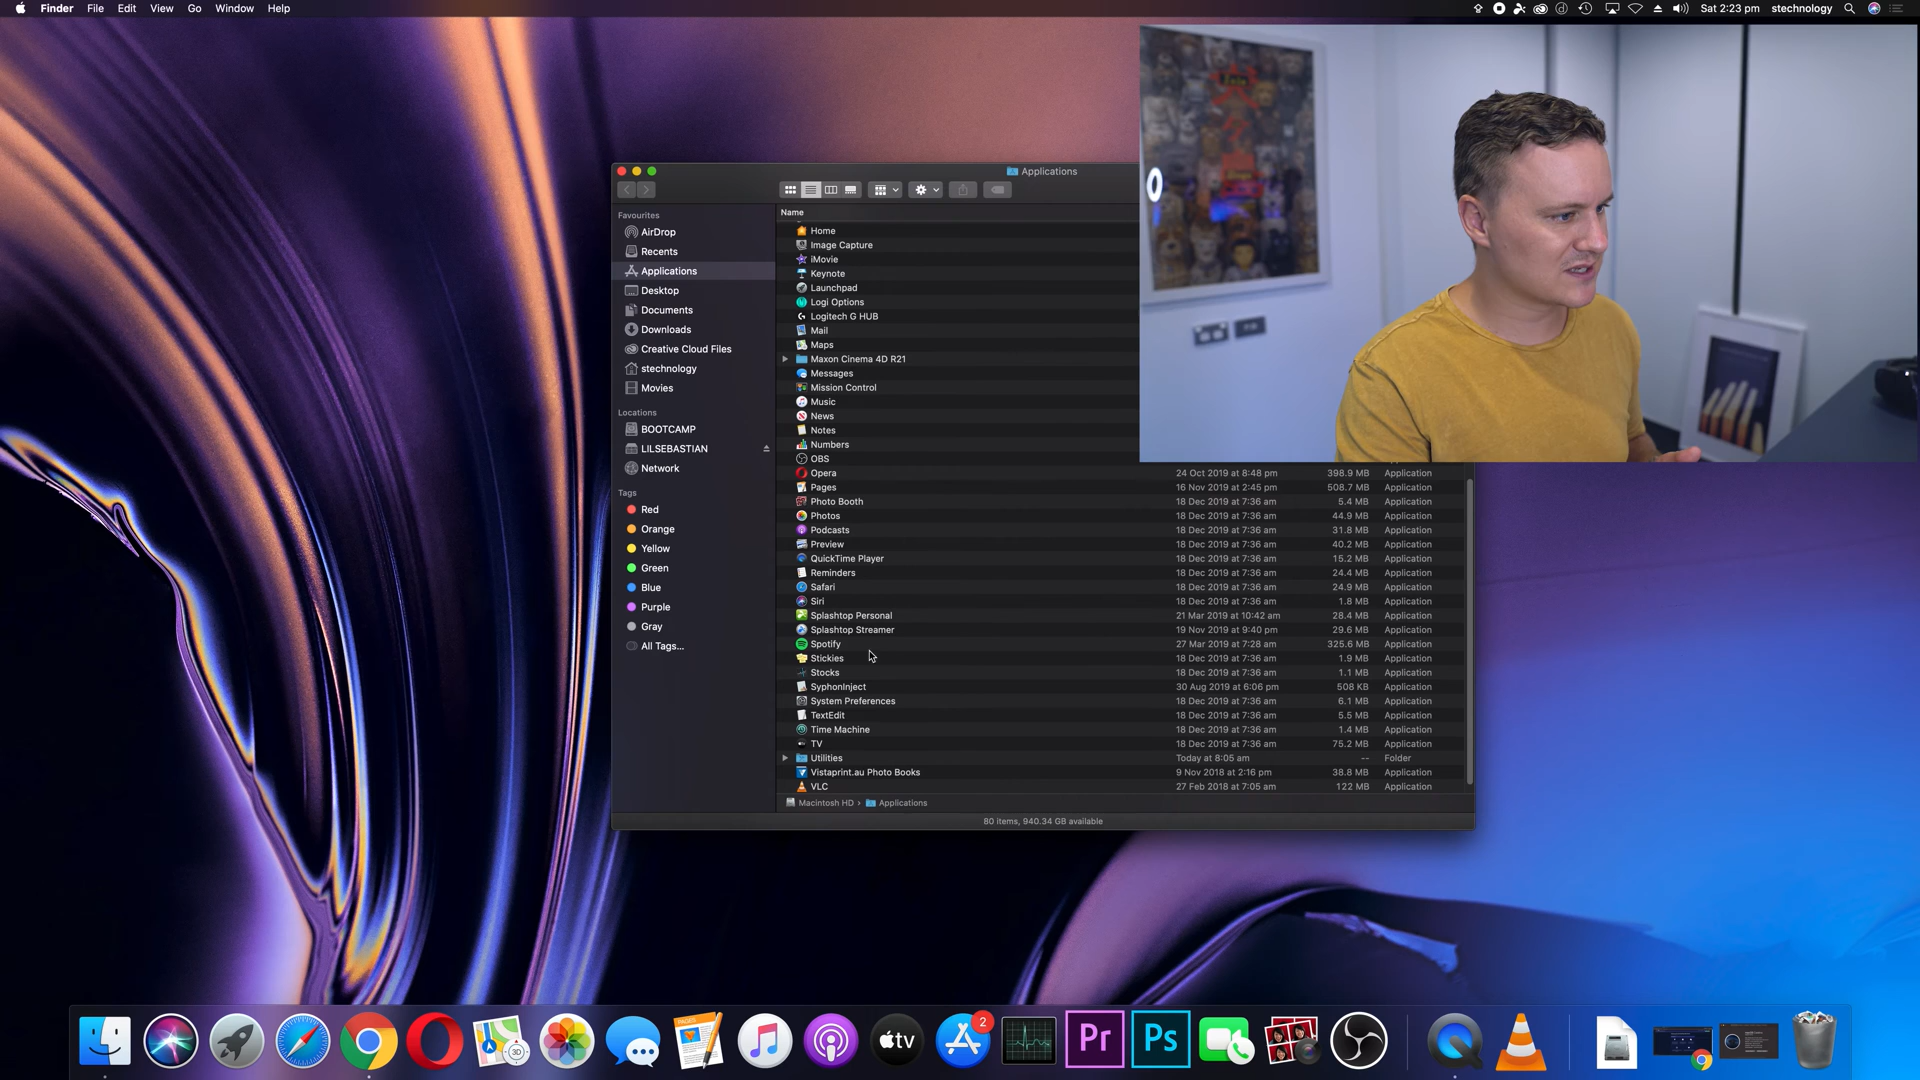 Finder File Edit View Go Window Help
Sat 2:23 pm stechnology
Applications
Favourites
AirDrop
Recents
Applications
Desktop
Documents
Downloads
Creative Cloud Files
stechnology
Movies
Locations
BOOTCAMP
LILSEBASTIAN
Network
Tags
Red
Orange
Yellow
Green
Blue
Purple
Gray
All Tags...
Name
Home
Image Capture
iMovie
Keynote
Launchpad
Logi Options
Logitech G HUB
Mail
Maps
Maxon Cinema 4D R21
Messages
Mission Control
Music
News
Notes
Numbers
OBS
Opera 24 Oct 2019 at 8:48 pm 398.9 MB Application
Pages 16 Nov 2019 at 2:45 pm 508.7 MB Application
Photo Booth 18 Dec 2019 at 7:36 am 5.4 MB Application
Photos 18 Dec 2019 at 7:36 am 44.9 MB Application
Podcasts 18 Dec 2019 at 7:36 am 31.8 MB Application
Preview 18 Dec 2019 at 7:36 am 40.2 MB Application
QuickTime Player 18 Dec 2019 at 7:36 am 15.2 MB Application
Reminders 18 Dec 2019 at 7:36 am 24.4 MB Application
Safari 18 Dec 2019 at 7:36 am 24.9 MB Application
Siri 18 Dec 2019 at 7:36 am 1.8 MB Application
Splashtop Personal 21 Mar 2019 at 10:42 am 28.4 MB Application
Splashtop Streamer 19 Nov 2019 at 9:40 pm 29.6 MB Application
Spotify 27 Mar 2019 at 7:28 am 325.6 MB Application
Stickies 18 Dec 2019 at 7:36 am 1.9 MB Application
Stocks 18 Dec 2019 at 7:36 am 1.1 MB Application
SyphonInject 30 Aug 2019 at 6:06 pm 508 KB Application
System Preferences 18 Dec 2019 at 7:36 am 6.1 MB Application
TextEdit 18 Dec 2019 at 7:36 am 5.5 MB Application
Time Machine 18 Dec 2019 at 7:36 am 1.4 MB Application
TV 18 Dec 2019 at 7:36 am 75.2 MB Application
Utilities Today at 8:05 am -- Folder
Vistaprint.au Photo Books 9 Nov 2018 at 2:16 pm 38.8 MB Application
VLC 27 Feb 2018 at 7:05 am 122 MB Application
Macintosh HD › Applications
80 items, 940.34 GB available
3D
PAGES
tv
2
Pr
Ps